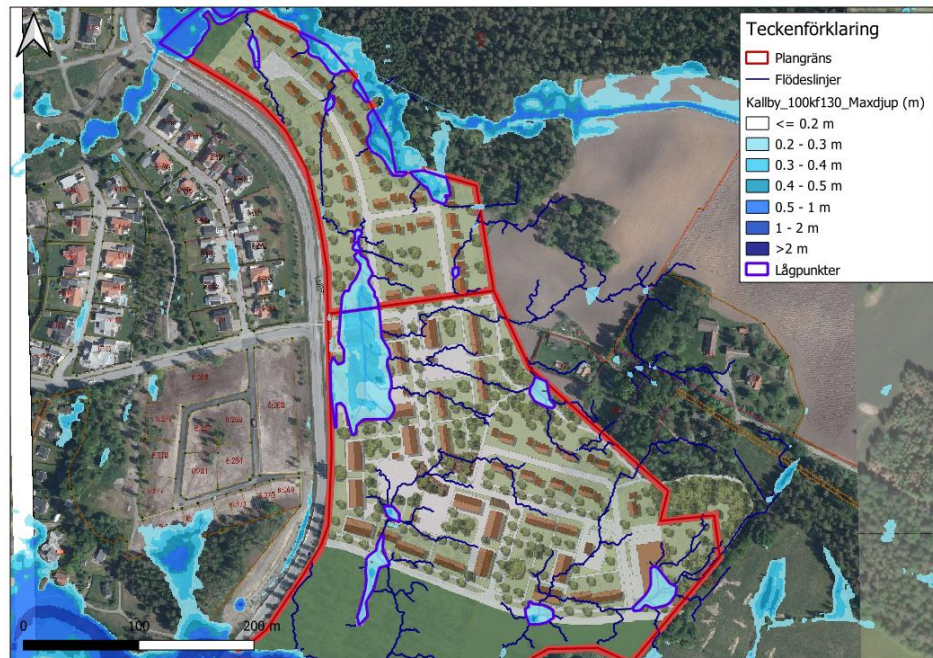 Teckenförklaring
Plangräns
Flödeslinjer
Kallby_100kf130_Maxdjup (m)
<= 0.2 m
0.2 - 0.3 m
0.3 - 0.4 m
0.4 - 0.5 m
0.5 - 1 m
1 - 2 m
>2 m
Lågpunkter
0
100
200 m